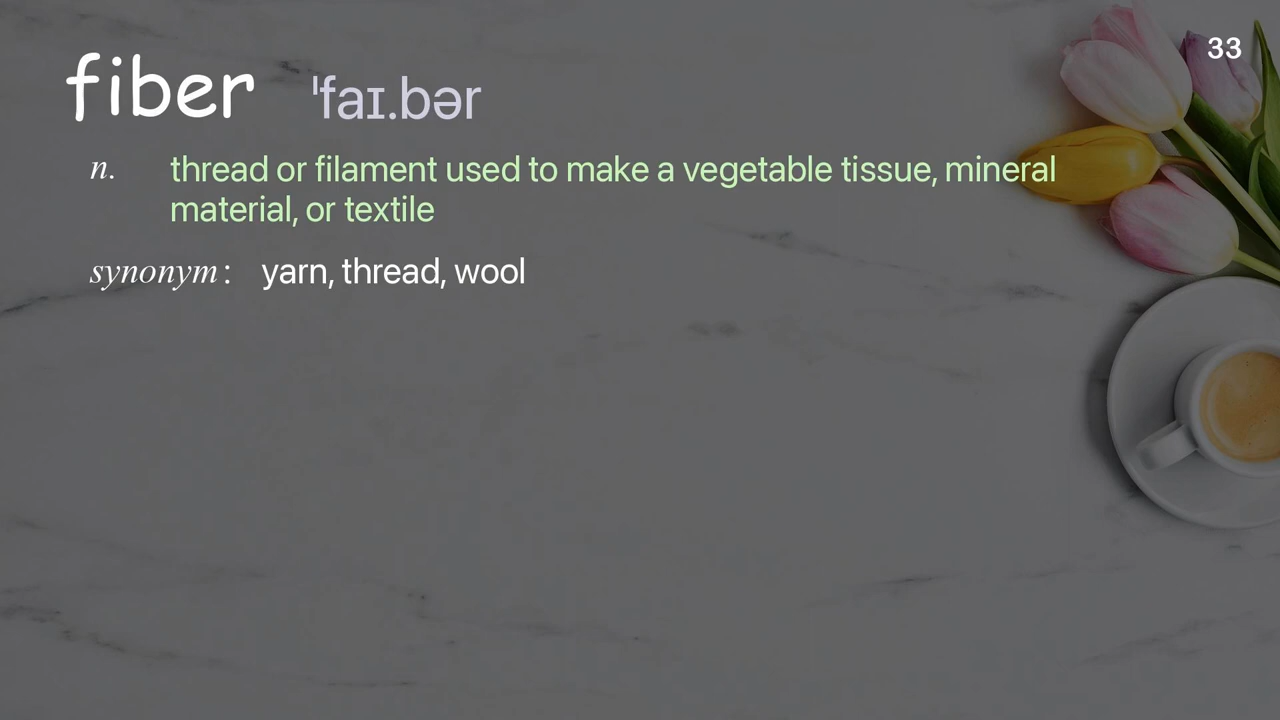 33
fiber ˈfaɪ.bər
n. thread or filament used to make a vegetable tissue, mineral
material, or textile
synonym: yarn, thread, wool